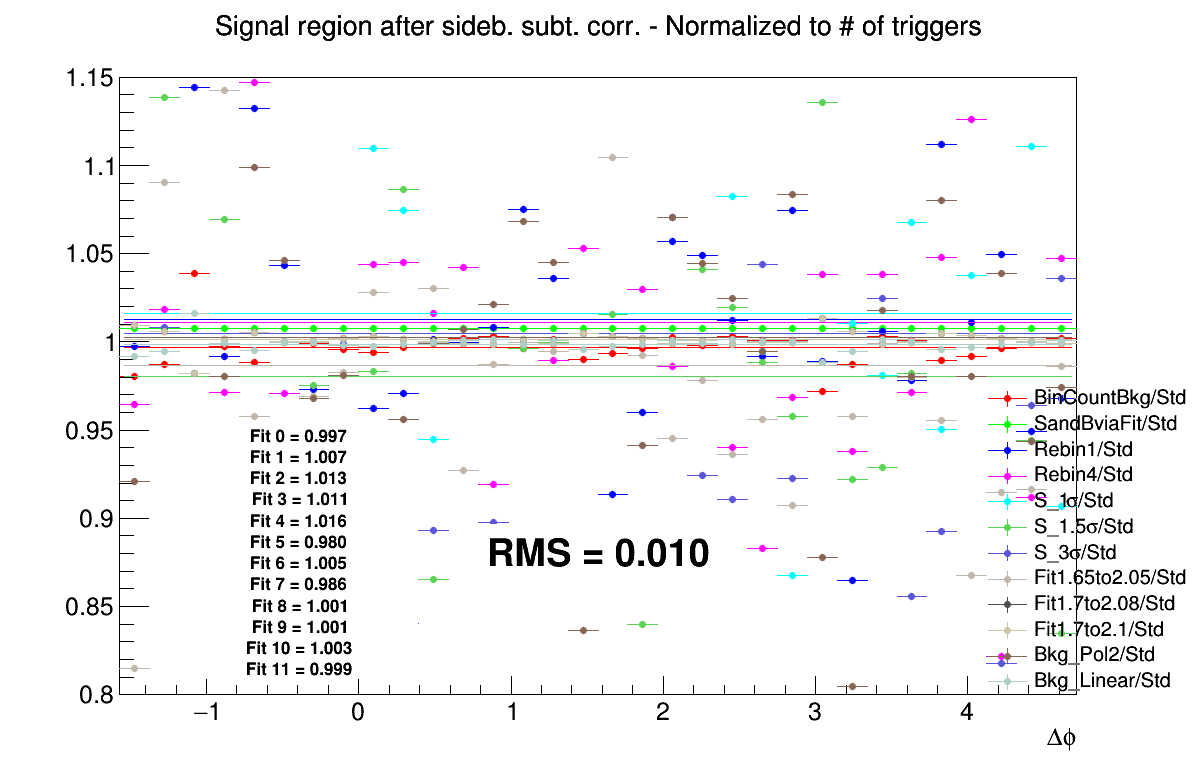 Signal region after sideb. subt. corr. - Normalized to # of triggers
1.15
1.1
1.05
1
0.95
0.9
0.85
0.8
Fit 0 = 0.997
Fit 1 = 1.007
Fit 2 = 1.013
Fit 3 = 1.011
Fit 4 = 1.016
Fit 5 = 0.980
Fit 6 = 1.005
Fit 7 = 0.986
Fit 8 = 1.001
Fit 9 = 1.001
Fit 10 = 1.003
Fit 11 = 0.999
RMS = 0.010
BinCountBkg/Std
SandBviaFit/Std
Rebin1/Std
Rebin4/Std
S_1σ/Std
S_1.5σ/Std
S_3σ/Std
Fit1.65to2.05/Std
Fit1.7to2.08/Std
Fit1.7to2.1/Std
Bkg_Pol2/Std
Bkg_Linear/Std
−1 0 1 2 3 4
Δϕ